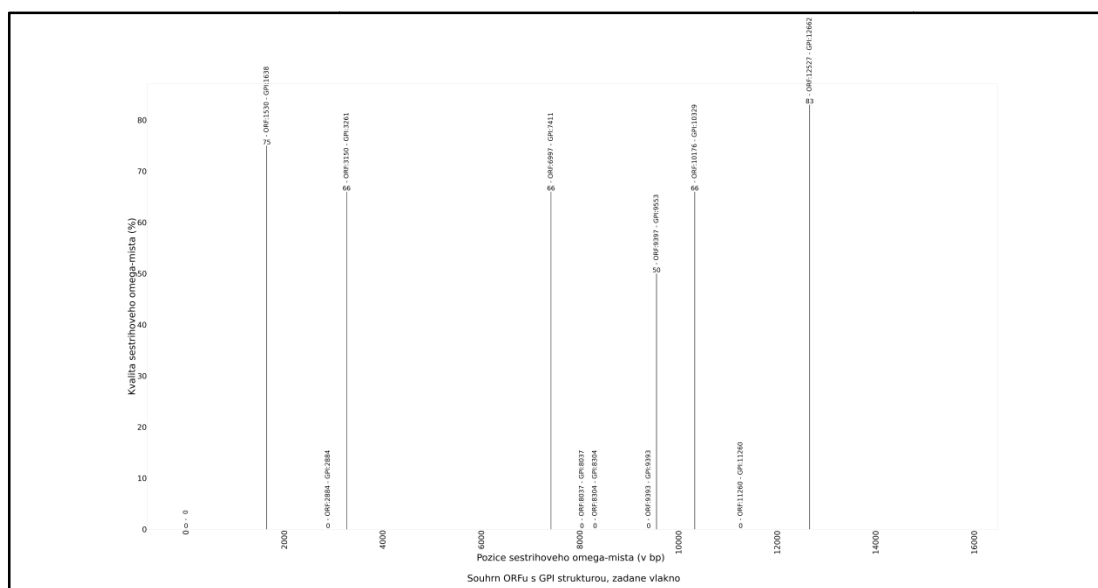 83 - ORF:12527 - GPI:12662
75 - ORF:1530 - GPI:1638
66 - ORF:3150 - GPI:3261
66 - ORF:6997 - GPI:7411
66 - ORF:10176 - GPI:10329
50 - ORF:9397 - GPI:9553
0 - 0
0 - ORF:2884 - GPI:2884
0 - ORF:8037 - GPI:8037
0 - ORF:8304 - GPI:8304
0 - ORF:9393 - GPI:9393
0 - ORF:11260 - GPI:11260
Kvalita sestrihoveho omega-mista (%)
80
70
60
50
40
30
20
10
0
0
2000
4000
6000
8000
10000
12000
14000
16000
Pozice sestrihoveho omega-mista (v bp)
Souhrn ORFu s GPI strukturou, zadane vlakno